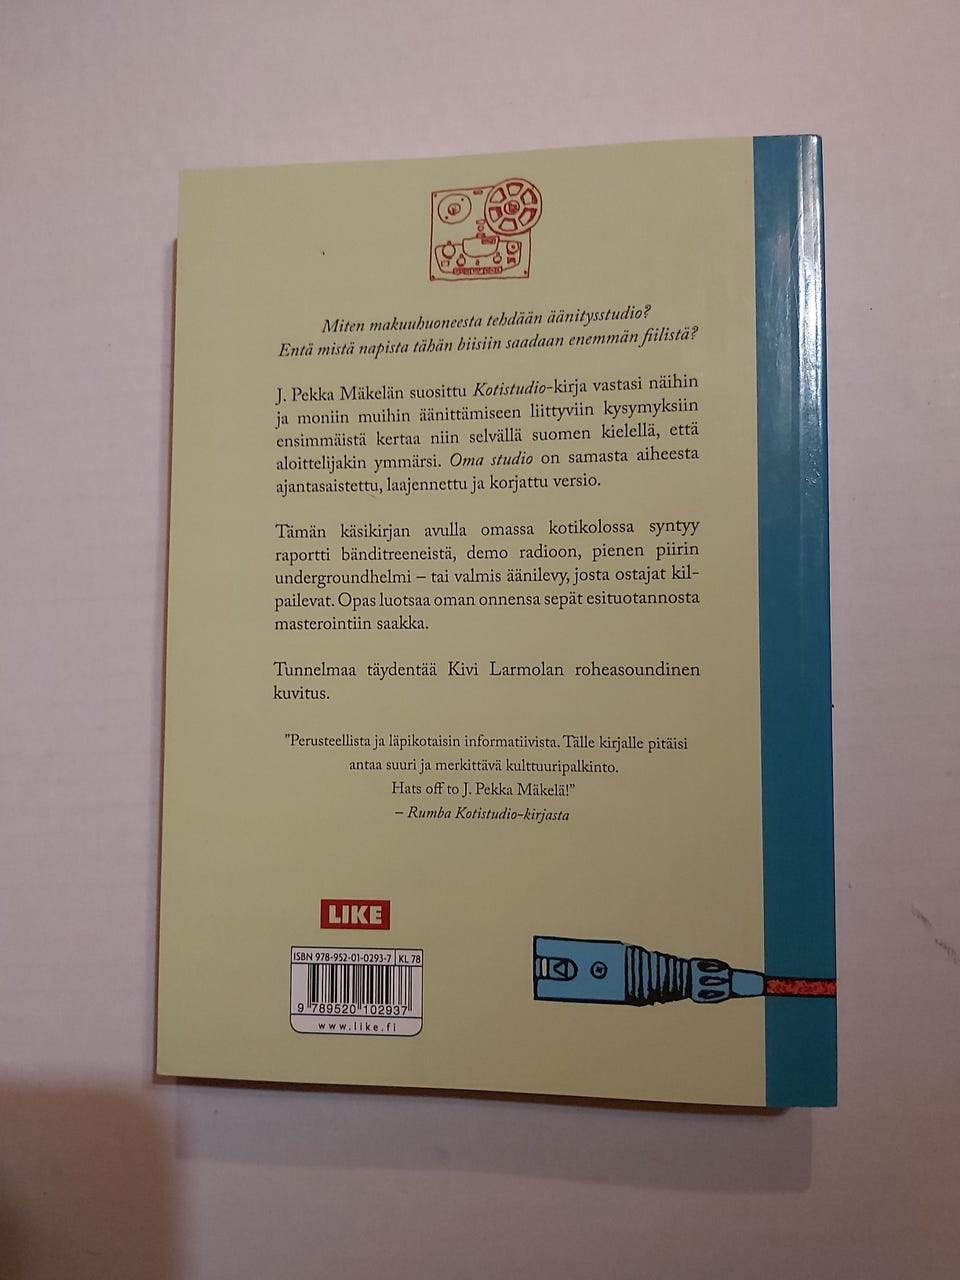 Miten makuuhuoneesta tehdään äänitysstudio?
Entä mistä napista tähän biisiin saadaan enemmän fiilistä?
J. Pekka Mäkelän suosittu Kotistudio-kirja vastasi näihin
ja moniin muihin äänittämiseen liittyviin kysymyksiin
ensimmäistä kertaa niin selvällä suomen kielellä, että
aloittelijakin ymmärsi. Oma studio on samasta aiheesta
ajantasaistettu, laajennettu ja korjattu versio.
Tämän käsikirjan avulla omassa kotikolossa syntyy
raportti bänditreeneistä, demo radioon, pienen piirin
undergroundhelmi – tai valmis äänilevy, josta ostajat kil-
pailevat. Opas luotsaa oman onnensa sepät esituotannosta
masterointiin saakka.
Tunnelmaa täydentää Kivi Larmolan roheasoundinen
kuvitus.
"Perusteellista ja läpikotaisin informatiivista. Tälle kirjalle pitäisi
antaa suuri ja merkittävä kulttuuripalkinto.
Hats off to J. Pekka Mäkelä!"
– Rumba Kotistudio-kirjasta
LIKE
ISBN 978-952-01-0293-7 KL 78
9 789520 102937
www.like.fi